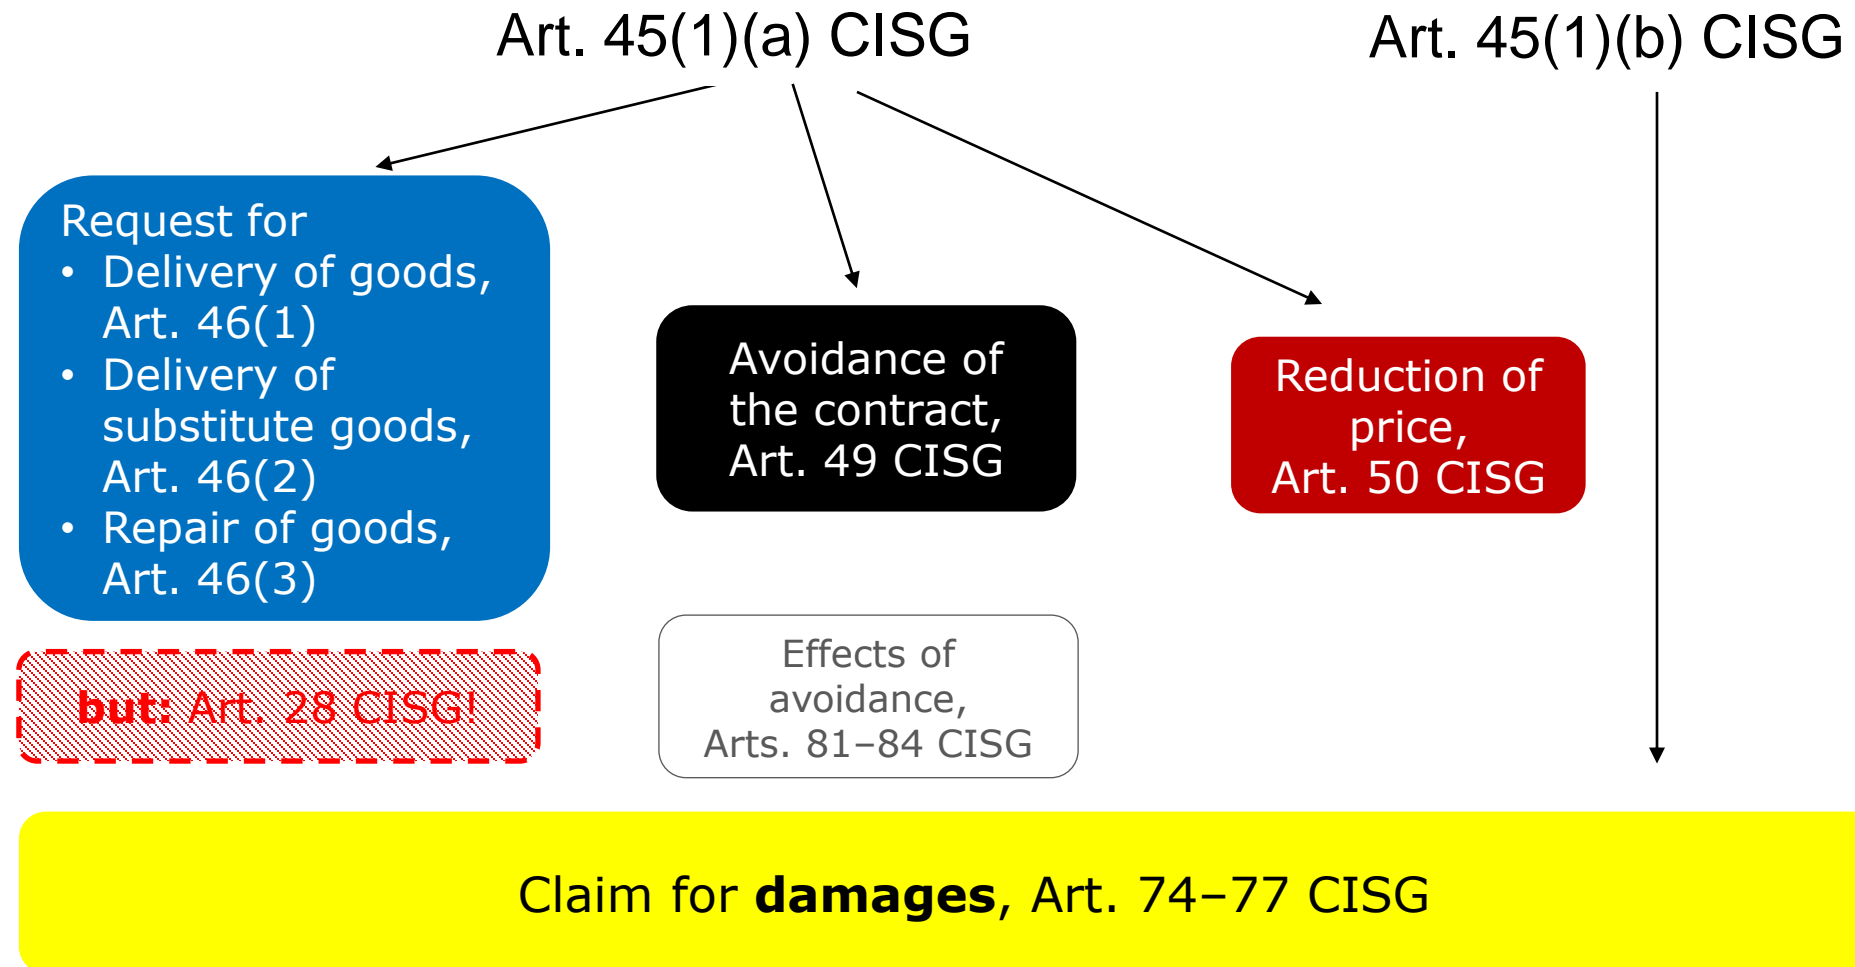 Art. 45(1)(a) CISG
Art. 45(1)(b) CISG
Request for
• Delivery of goods,
Art. 46(1)
• Delivery of
substitute goods,
Art. 46(2)
• Repair of goods,
Art. 46(3)
Avoidance of
the contract,
Art. 49 CISG
Reduction of
price,
Art. 50 CISG
but: Art. 28 CISG!
Effects of
avoidance,
Arts. 81–84 CISG
Claim for damages, Art. 74–77 CISG